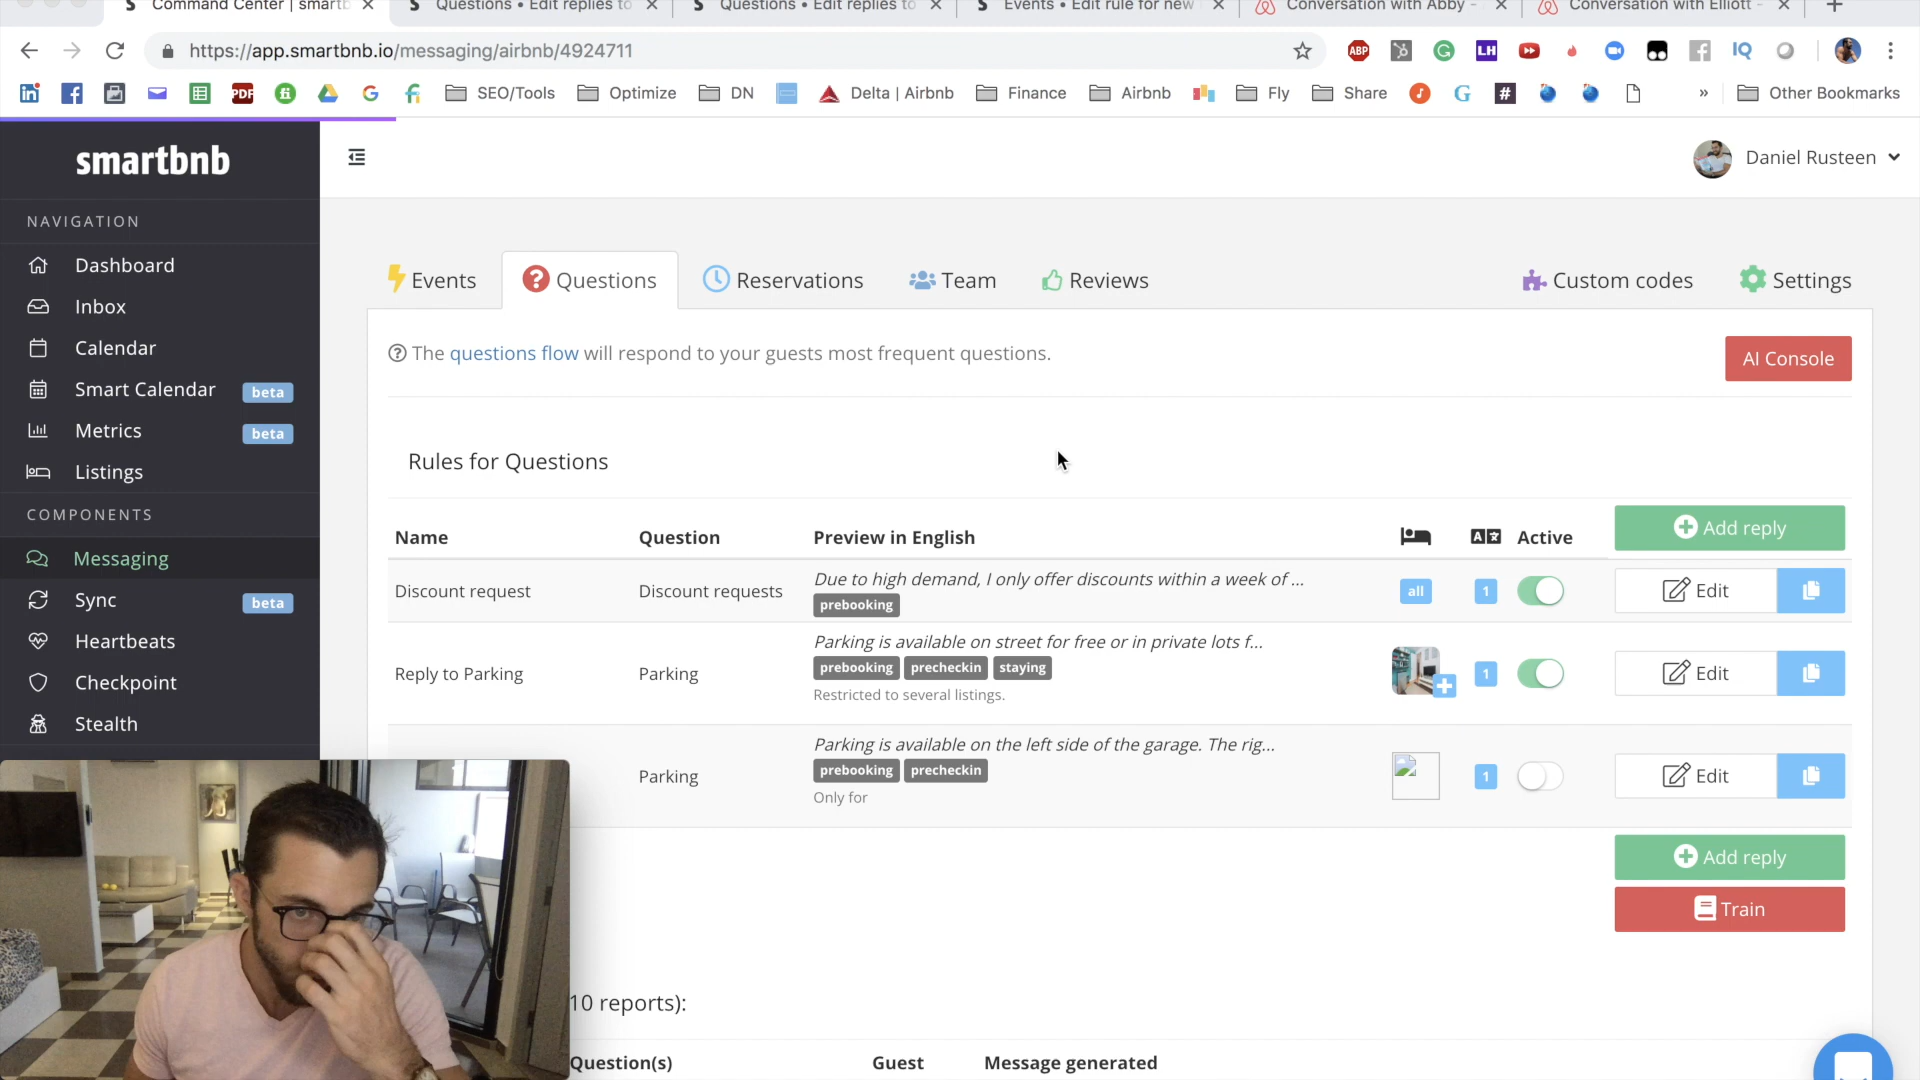 Command Center | smartb
Questions • Edit replies to
Questions • Edit replies to
Events • Edit rule for new
Conversation with Abby -
Conversation with Elliott -
https://app.smartbnb.io/messaging/airbnb/4924711
ABP
LH
IQ
in
PDF
fi
SEO/Tools
Optimize
DN
Delta | Airbnb
Finance
Airbnb
Fly
Share
G
#
»
Other Bookmarks
smartbnb
Daniel Rusteen
NAVIGATION
Dashboard
Inbox
Calendar
Smart Calendar beta
Metrics beta
Listings
COMPONENTS
Messaging
Sync beta
Heartbeats
Checkpoint
Stealth
Events
Questions
Reservations
Team
Reviews
Custom codes
Settings
The questions flow will respond to your guests most frequent questions.
AI Console
Rules for Questions
Name Question Preview in English Active
Add reply
Discount request Discount requests Due to high demand, I only offer discounts within a week of ...
prebooking
all 1 Edit
Reply to Parking Parking Parking is available on street for free or in private lots f...
prebooking precheckin staying
Restricted to several listings.
1 Edit
Parking Parking is available on the left side of the garage. The rig...
prebooking precheckin
Only for
1 Edit
Add reply
Train
10 reports):
Question(s) Guest Message generated